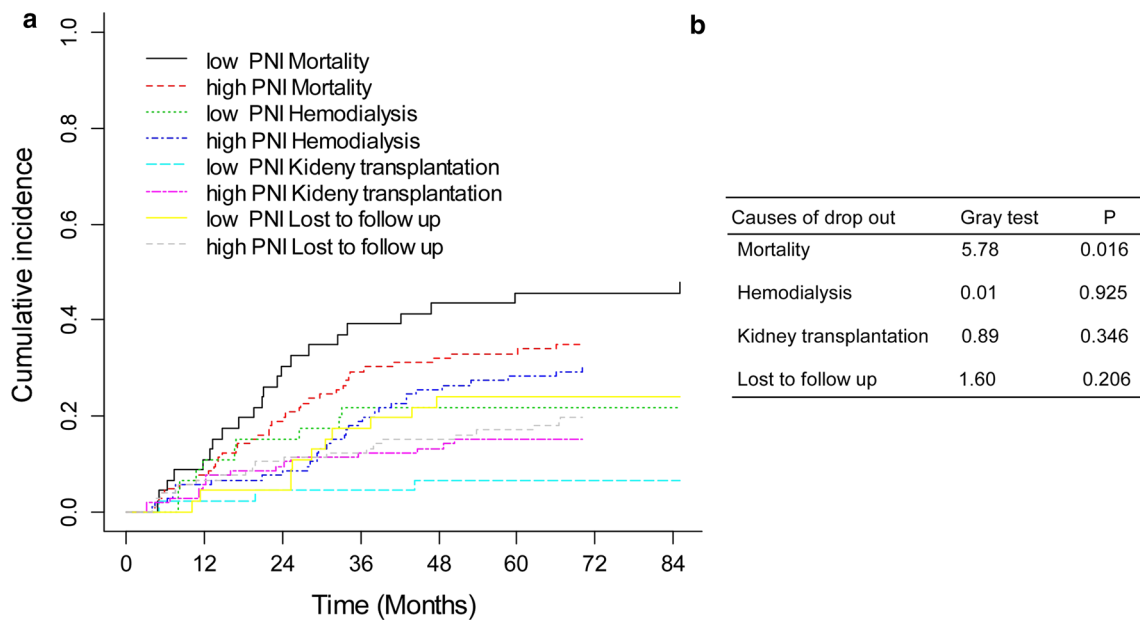 a
Cumulative incidence
1.0
0.8
0.6
0.4
0.2
0.0
low PNI Mortality
high PNI Mortality
low PNI Hemodialysis
high PNI Hemodialysis
low PNI Kideny transplantation
high PNI Kideny transplantation
low PNI Lost to follow up
high PNI Lost to follow up
0 12 24 36 48 60 72 84
Time (Months)
b
Causes of drop out Gray test P
Mortality 5.78 0.016
Hemodialysis 0.01 0.925
Kidney transplantation 0.89 0.346
Lost to follow up 1.60 0.206